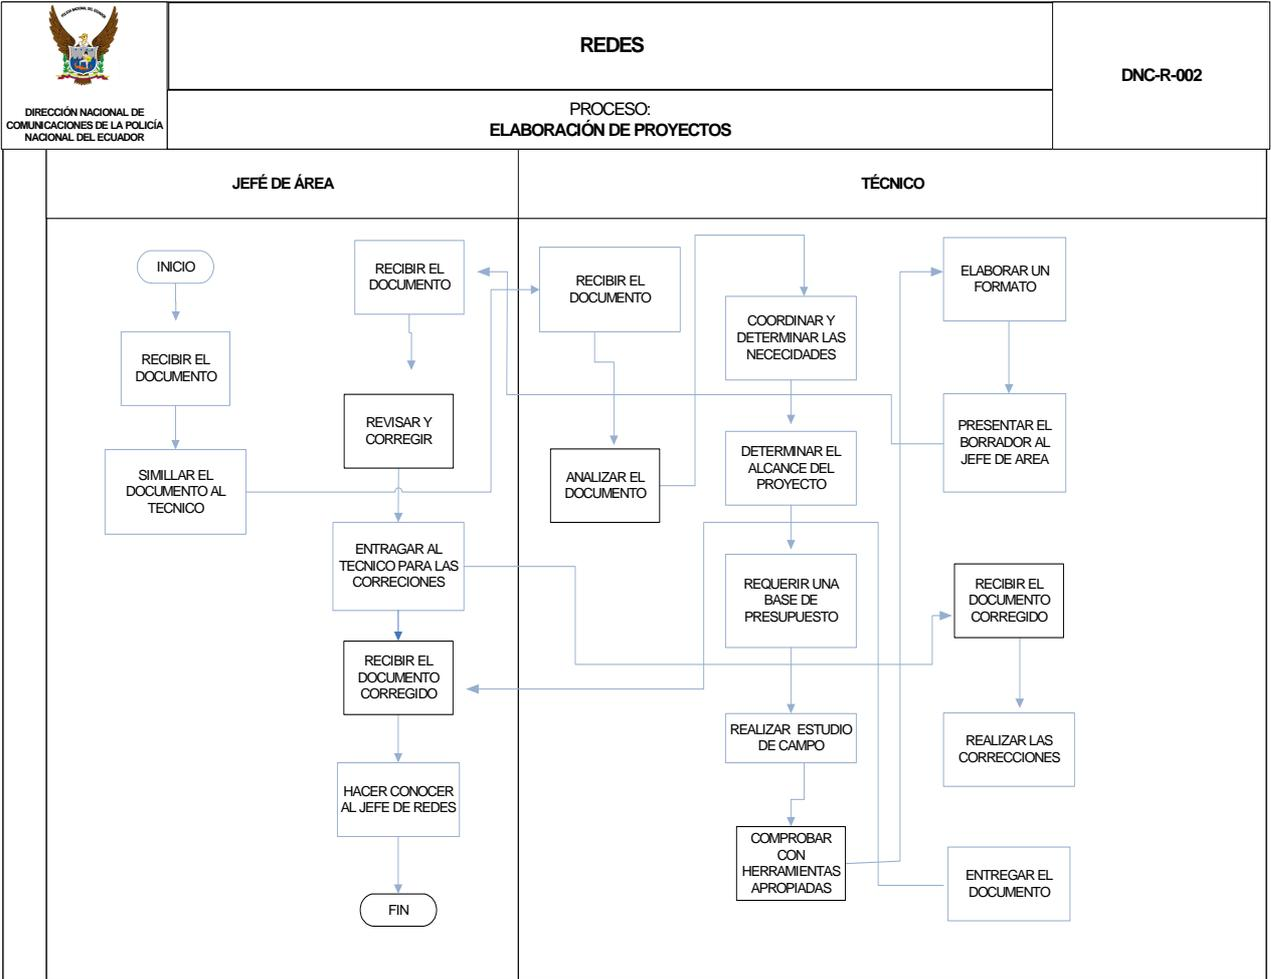 POLICIA NACIONAL DEL ECUADOR
DIRECCIÓN NACIONAL DE
COMUNICACIONES DE LA POLICÍA
NACIONAL DEL ECUADOR
REDES
PROCESO:
ELABORACIÓN DE PROYECTOS
DNC-R-002
JEFÉ DE ÁREA
TÉCNICO
INICIO
RECIBIR EL
DOCUMENTO
SIMILLAR EL
DOCUMENTO AL
TECNICO
RECIBIR EL
DOCUMENTO
REVISAR Y
CORREGIR
ENTRAGAR AL
TECNICO PARA LAS
CORRECIONES
RECIBIR EL
DOCUMENTO
CORREGIDO
HACER CONOCER
AL JEFE DE REDES
FIN
RECIBIR EL
DOCUMENTO
ANALIZAR EL
DOCUMENTO
COORDINAR Y
DETERMINAR LAS
NECECIDADES
DETERMINAR EL
ALCANCE DEL
PROYECTO
REQUERIR UNA
BASE DE
PRESUPUESTO
REALIZAR ESTUDIO
DE CAMPO
COMPROBAR
CON
HERRAMIENTAS
APROPIADAS
ELABORAR UN
FORMATO
PRESENTAR EL
BORRADOR AL
JEFE DE AREA
RECIBIR EL
DOCUMENTO
CORREGIDO
REALIZAR LAS
CORRECCIONES
ENTREGAR EL
DOCUMENTO